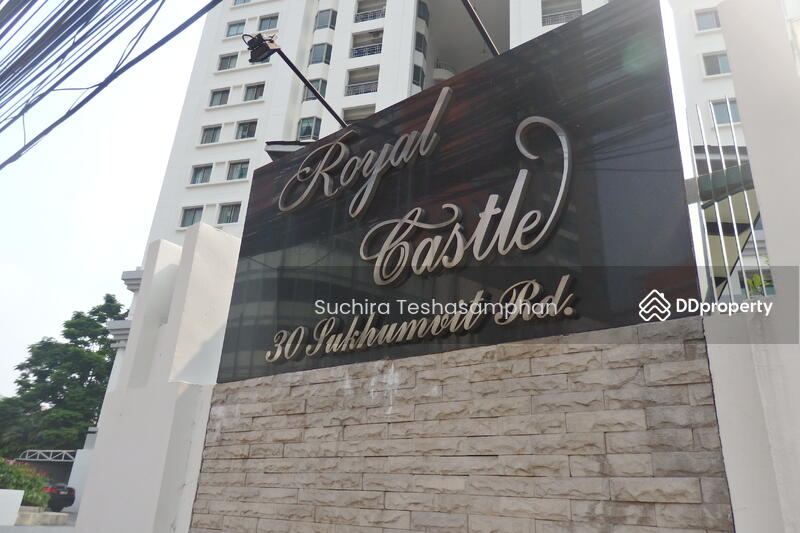 Royal
Castle
30 Sukhumvit Rd.
Suchira Teshasamphan
DDproperty